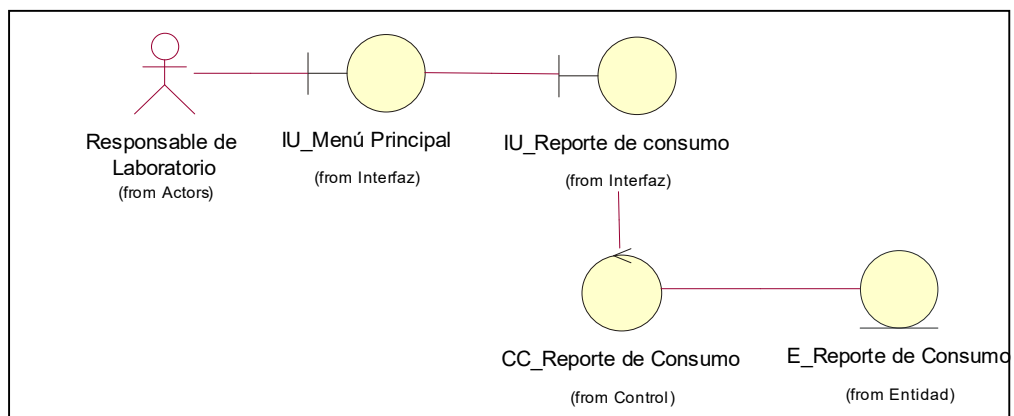 Responsable de
Laboratorio
(from Actors)
IU_Menú Principal
(from Interfaz)
IU_Reporte de consumo
(from Interfaz)
CC_Reporte de Consumo
(from Control)
E_Reporte de Consumo
(from Entidad)